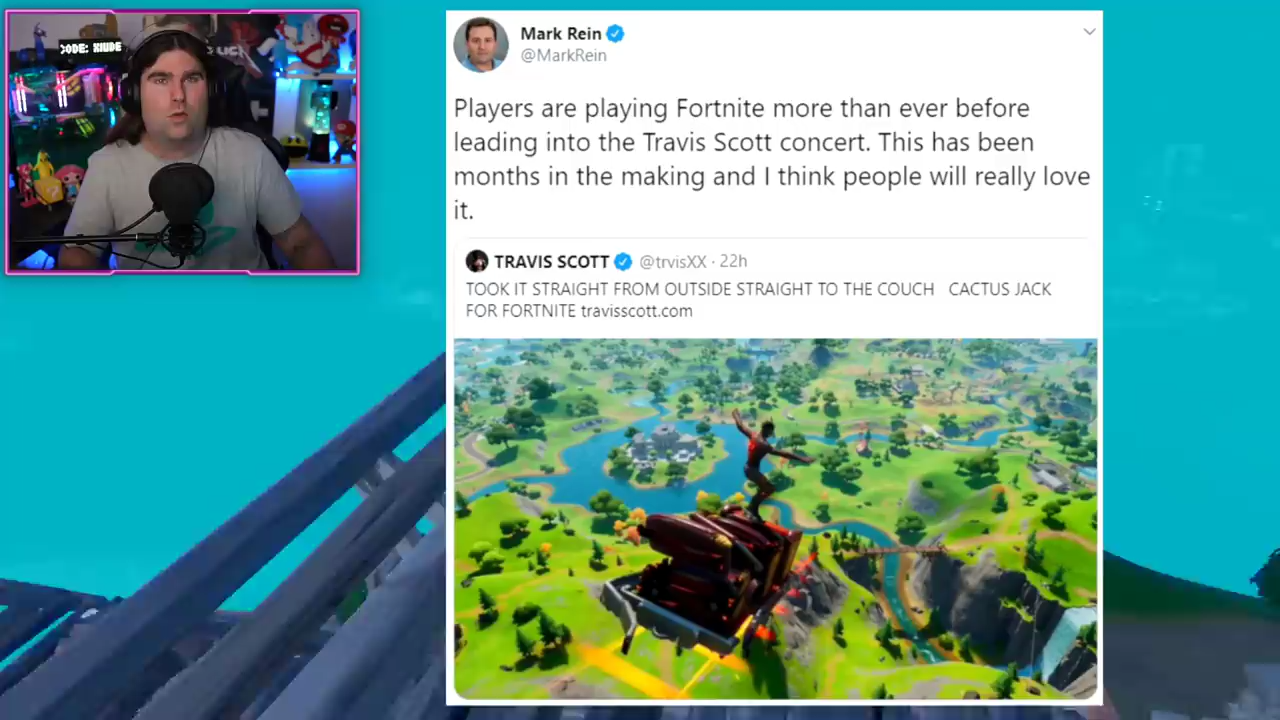 CODE: XIUDE
Mark Rein
@MarkRein
Players are playing Fortnite more than ever before
leading into the Travis Scott concert. This has been
months in the making and I think people will really love
it.
TRAVIS SCOTT @trvisXX · 22h
TOOK IT STRAIGHT FROM OUTSIDE STRAIGHT TO THE COUCH CACTUS JACK
FOR FORTNITE travisscott.com